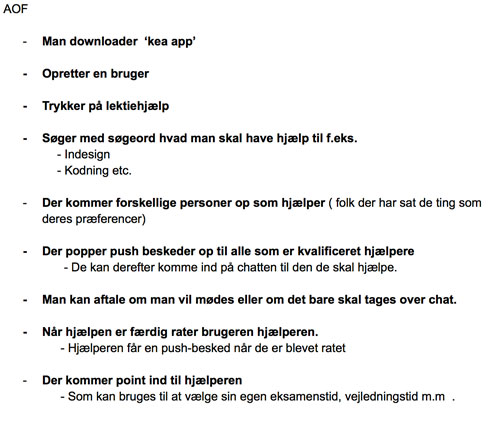 AOF
- Man downloader 'kea app'
- Opretter en bruger
- Trykker på lektiehjælp
- Søger med søgeord hvad man skal have hjælp til f.eks.
- Indesign
- Kodning etc.
- Der kommer forskellige personer op som hjælper ( folk der har sat de ting som
deres præferencer)
- Der popper push beskeder op til alle som er kvalificeret hjælpere
- De kan derefter komme ind på chatten til den de skal hjælpe.
- Man kan aftale om man vil mødes eller om det bare skal tages over chat.
- Når hjælpen er færdig rater brugeren hjælperen.
- Hjælperen får en push-besked når de er blevet ratet
- Der kommer point ind til hjælperen
- Som kan bruges til at vælge sin egen eksamenstid, vejledningstid m.m .